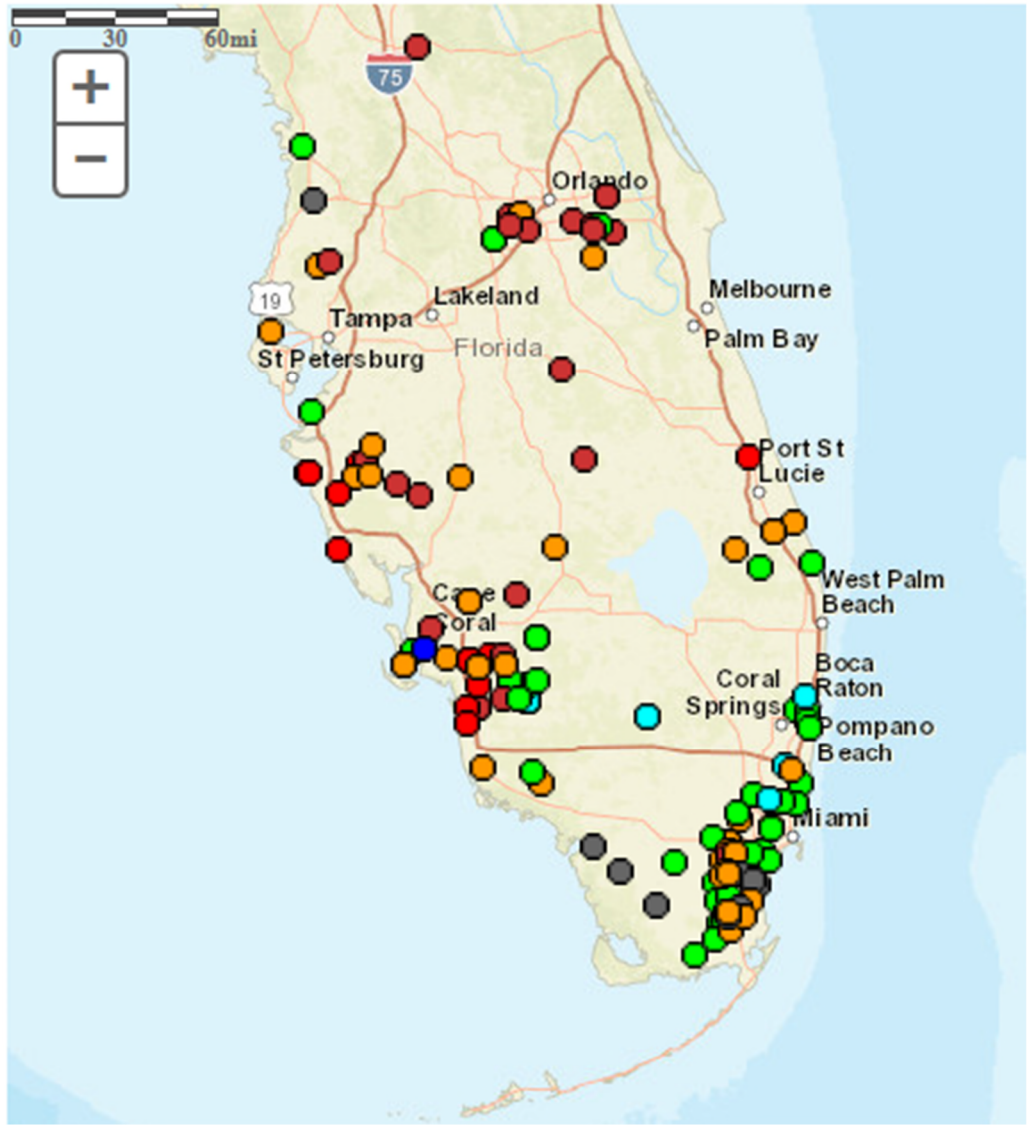 0 30 60mi
75
+
−
Orlando
19
Lakeland
Melbourne
Tampa
Palm Bay
Florida
St Petersburg
Port St
Lucie
West Palm
Beach
Cape
Coral
Boca
Raton
Coral
Springs
Pompano
Beach
Miami